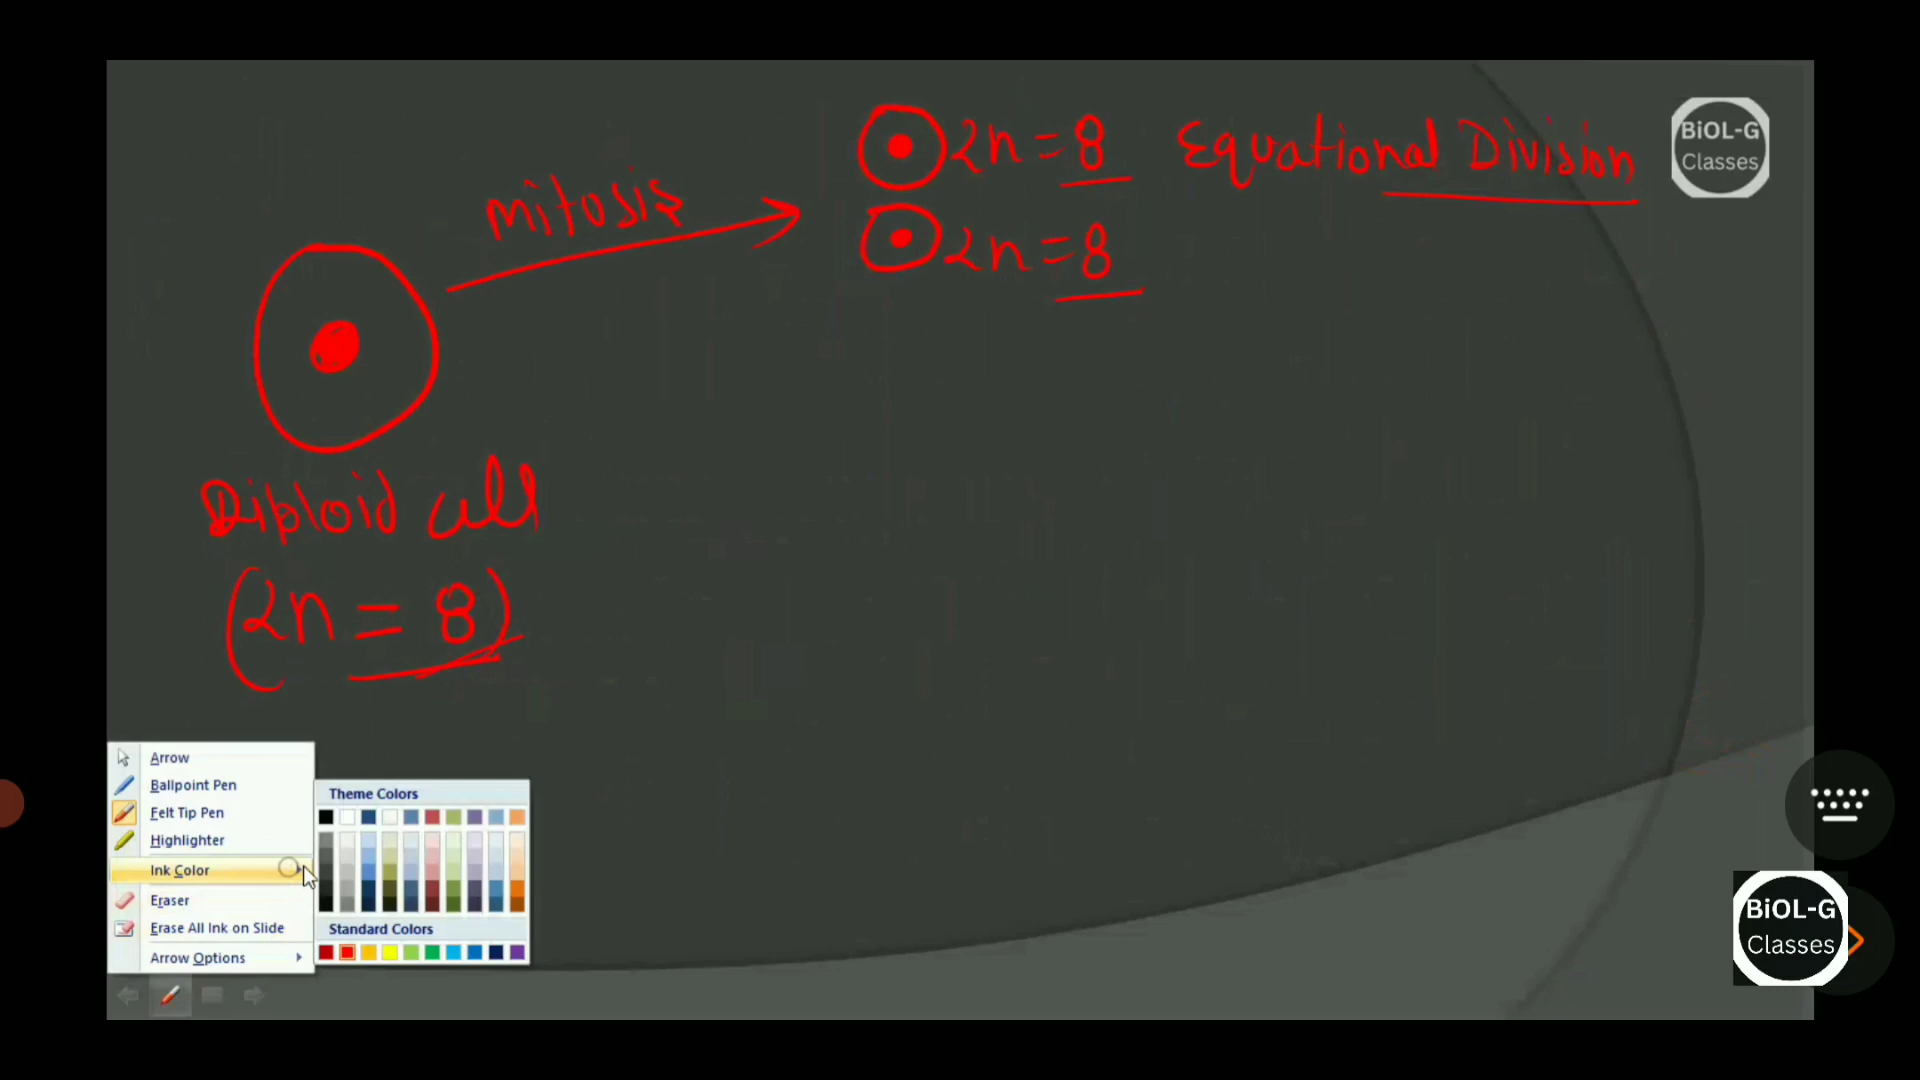 2n = 8 Equational Division
BiOL-G
Classes
mitosis
2n = 8
Diploid cell
(2n = 8)
Arrow
Ballpoint Pen
Felt Tip Pen
Highlighter
Ink Color
Eraser
Erase All Ink on Slide
Arrow Options
Theme Colors
Standard Colors
BiOL-G
Classes